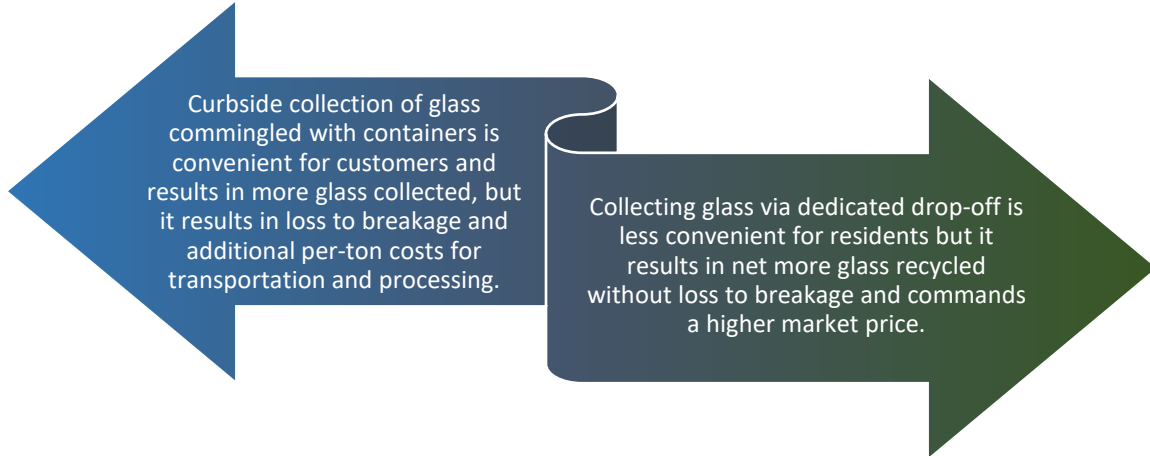 Curbside collection of glass
commingled with containers is
convenient for customers and
results in more glass collected, but
it results in loss to breakage and
additional per-ton costs for
transportation and processing.
Collecting glass via dedicated drop-off is
less convenient for residents but it
results in net more glass recycled
without loss to breakage and commands
a higher market price.